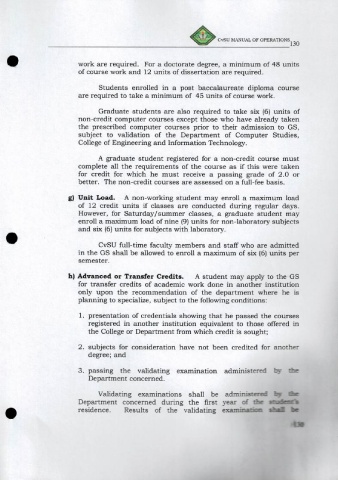 CvSU MANUAL OF OPERATIONS 130
work are required. For a doctorate degree, a minimum of 48 units
of course work and 12 units of dissertation are required.
Students enrolled in a post baccalaureate diploma course
are required to take a minimum of 45 units of course work.
Graduate students are also required to take six (6) units of
non-credit computer courses except those who have already taken
the prescribed computer courses prior to their admission to GS,
subject to validation of the Department of Computer Studies,
College of Engineering and Information Technology.
A graduate student registered for a non-credit course must
complete all the requirements of the course as if this were taken
for credit for which he must receive a passing grade of 2.0 or
better. The non-credit courses are assessed on a full-fee basis.
g) Unit Load. A non-working student may enroll a maximum load
of 12 credit units if classes are conducted during regular days.
However, for Saturday/summer classes, a graduate student may
enroll a maximum load of nine (9) units for non-laboratory subjects
and six (6) units for subjects with laboratory.
CvSU full-time faculty members and staff who are admitted
in the GS shall be allowed to enroll a maximum of six (6) units per
semester.
h) Advanced or Transfer Credits. A student may apply to the GS
for transfer credits of academic work done in another institution
only upon the recommendation of the department where he is
planning to specialize, subject to the following conditions:
1. presentation of credentials showing that he passed the courses
registered in another institution equivalent to those offered in
the College or Department from which credit is sought;
2. subjects for consideration have not been credited for another
degree; and
3. passing the validating examination administered by the
Department concerned.
Validating examinations shall be administered by the
Department concerned during the first year of the student's
residence. Results of the validating examination shall be
130